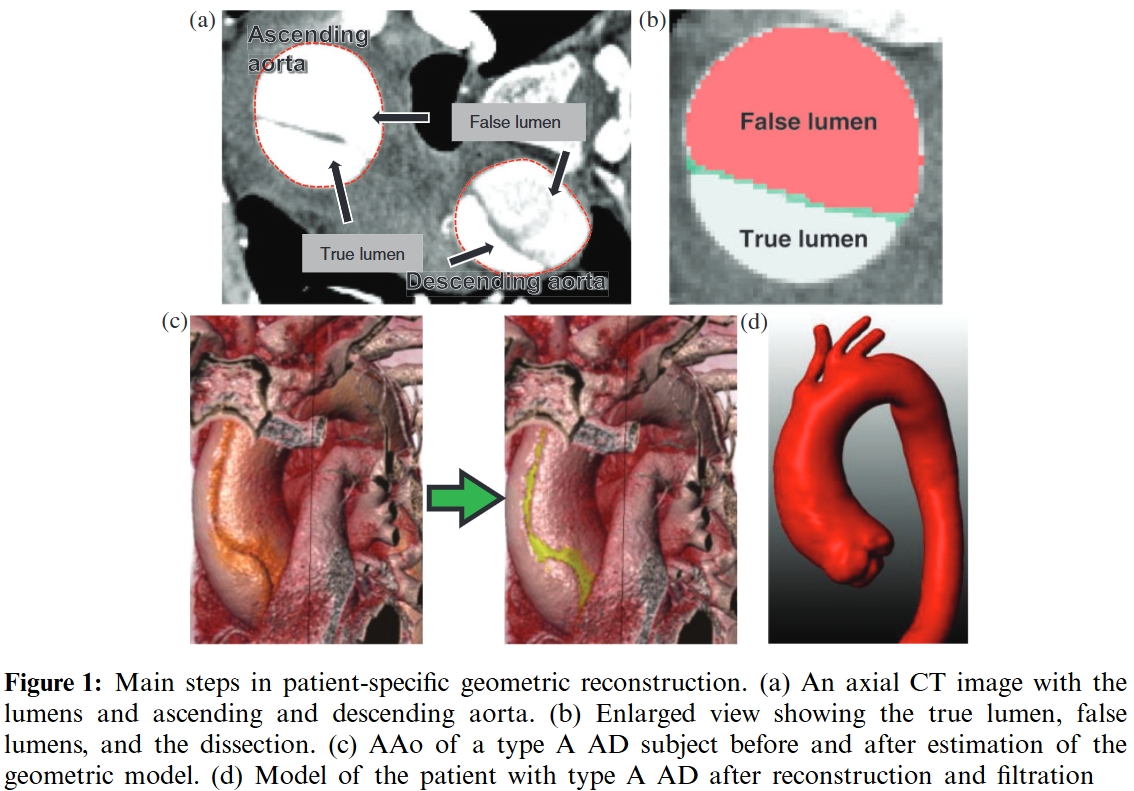 (a)
Ascending
aorta
False lumen
True lumen
Descending aorta
(b)
False lumen
True lumen
(c)
(d)
Figure 1: Main steps in patient-specific geometric reconstruction. (a) An axial CT image with the
lumens and ascending and descending aorta. (b) Enlarged view showing the true lumen, false
lumens, and the dissection. (c) AAo of a type A AD subject before and after estimation of the
geometric model. (d) Model of the patient with type A AD after reconstruction and filtration